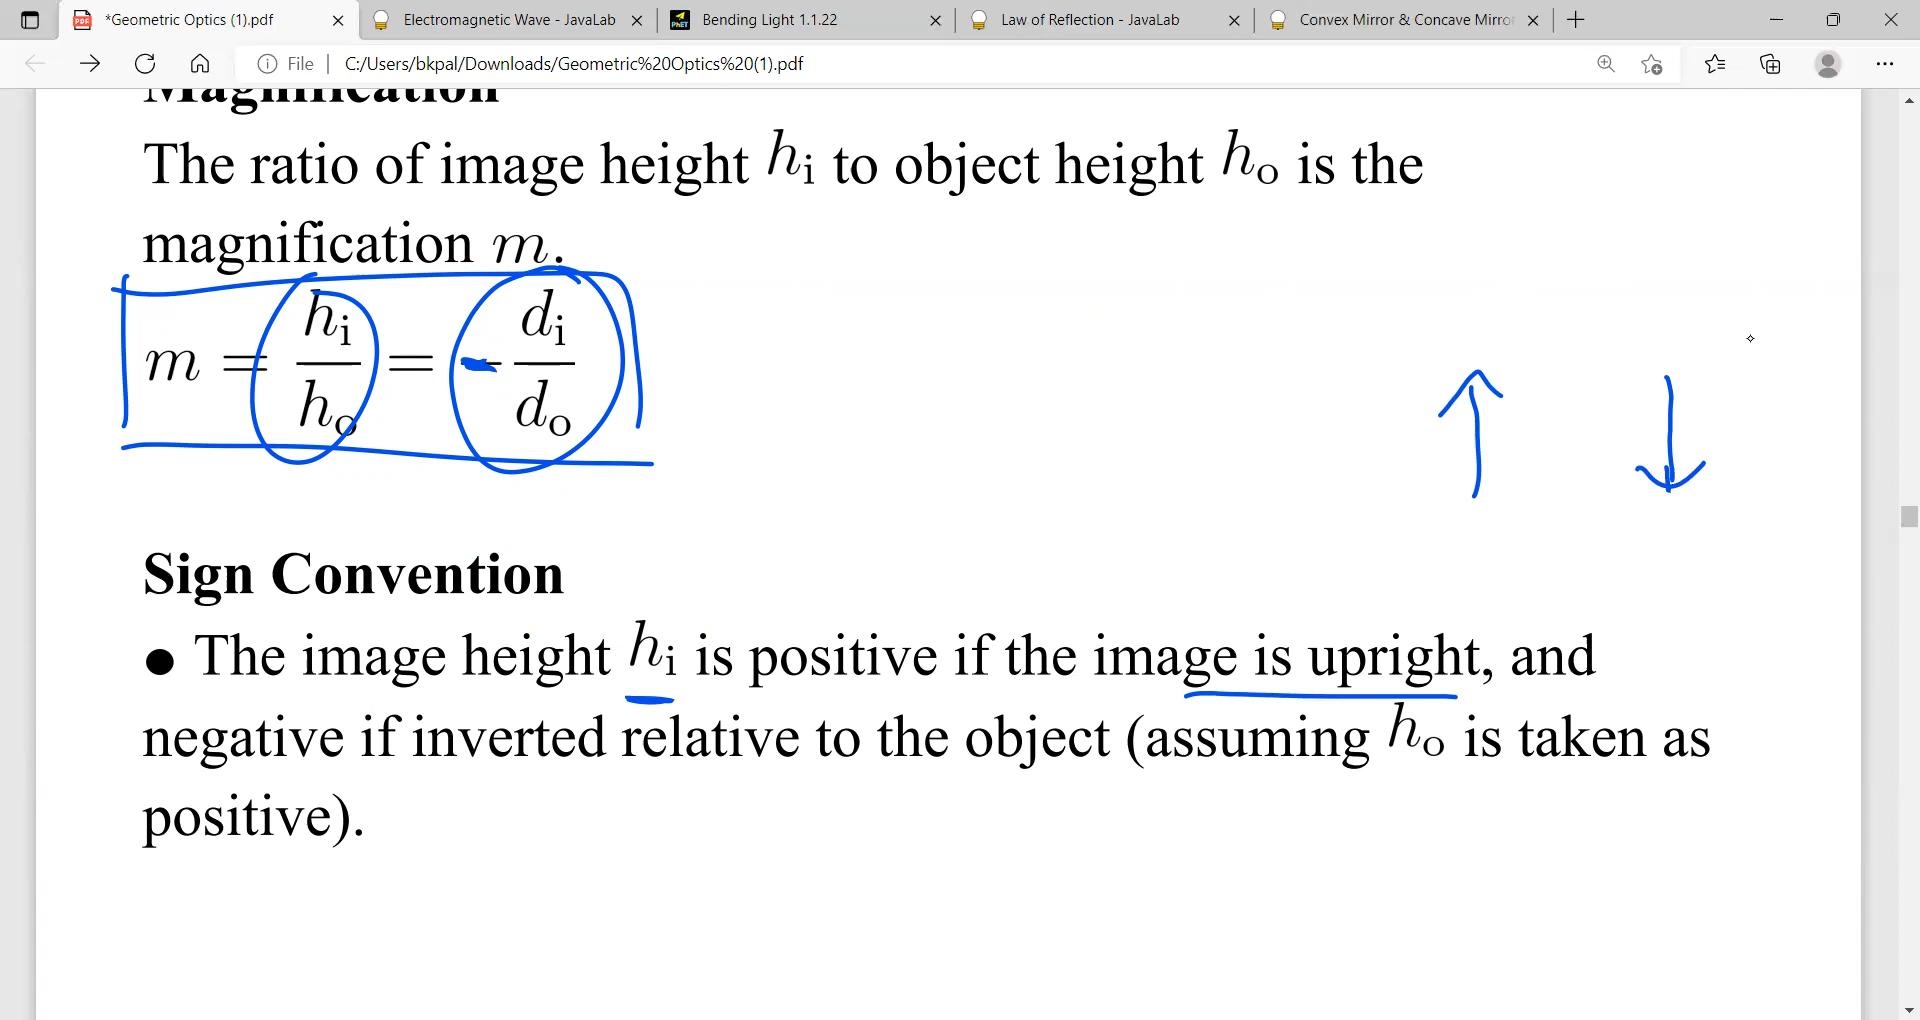 *Geometric Optics (1).pdf
Electromagnetic Wave - JavaLab
PhET
Bending Light 1.1.22
Law of Reflection - JavaLab
Convex Mirror & Concave Mirror
File | C:/Users/bkpal/Downloads/Geometric%20Optics%20(1).pdf
Magnification
The ratio of image height hi to object height ho is the
magnification m.
m = hi/ho = - di/do
Sign Convention
● The image height hi is positive if the image is upright, and
negative if inverted relative to the object (assuming ho is taken as
positive).